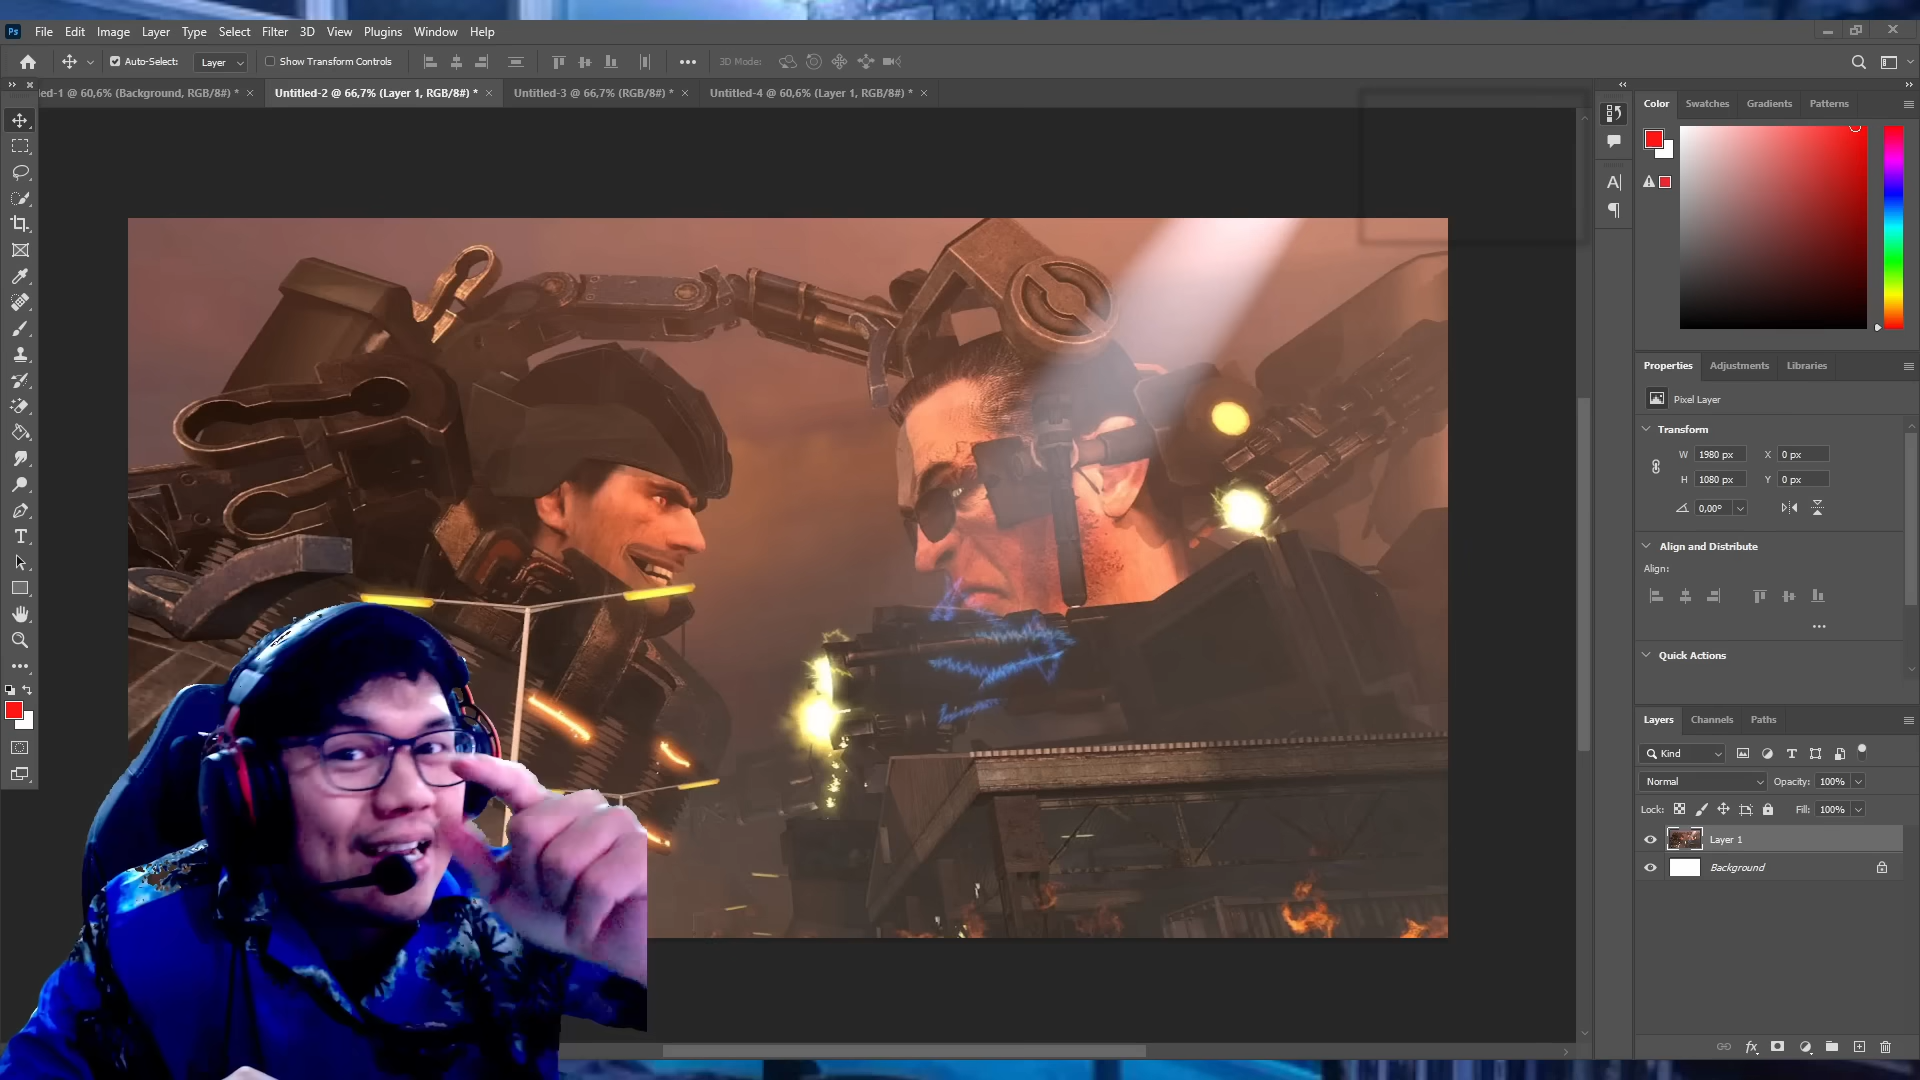 Ps File Edit Image Layer Type Select Filter 3D View Plugins Window Help
Auto-Select: Layer Show Transform Controls ••• 3D Mode:
ed-1 @ 60,6% (Background, RGB/8#) * × Untitled-2 @ 66,7% (Layer 1, RGB/8#) * × Untitled-3 @ 66,7% (RGB/8#) * × Untitled-4 @ 60,6% (Layer 1, RGB/8#) * ×
Color Swatches Gradients Patterns
Properties Adjustments Libraries
Pixel Layer
Transform
W 1980 px X 0 px
H 1080 px Y 0 px
0,00°
Align and Distribute
Align:
•••
Quick Actions
Layers Channels Paths
Kind
Normal Opacity: 100%
Lock: Fill: 100%
Layer 1
Background
fx